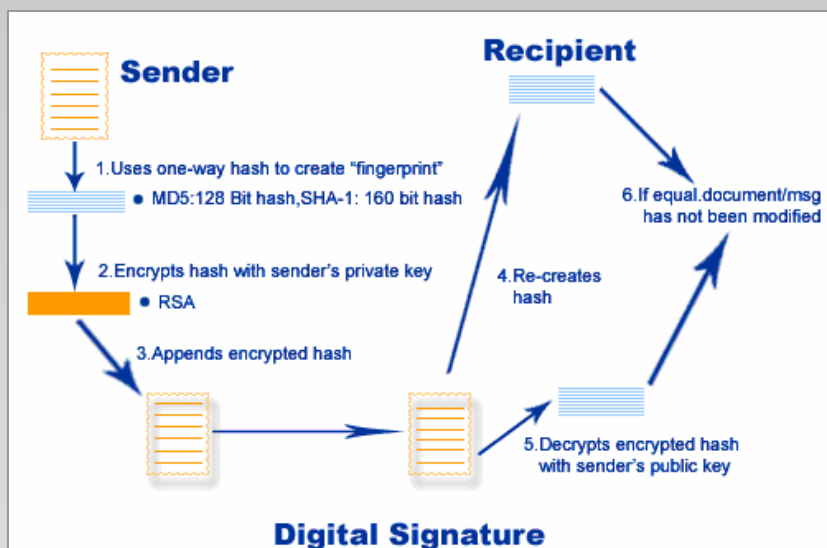 Sender
Recipient
1.Uses one-way hash to create “fingerprint”
MD5:128 Bit hash,SHA-1: 160 bit hash
2.Encrypts hash with sender's private key
RSA
3.Appends encrypted hash
4.Re-creates
hash
5.Decrypts encrypted hash
with sender's public key
6.If equal.document/msg
has not been modified
Digital Signature